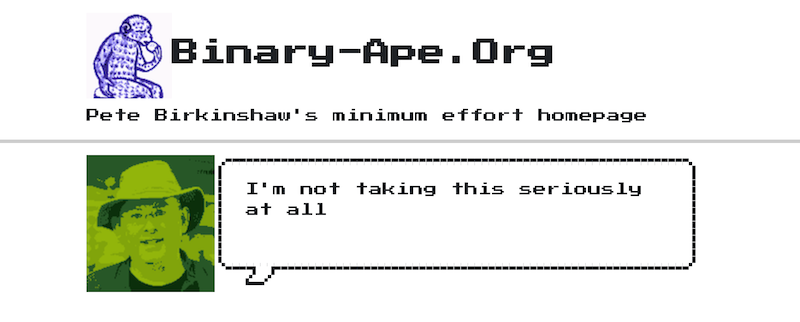 Binary-Ape.Org
Pete Birkinshaw's minimum effort homepage
I'm not taking this seriously
at all